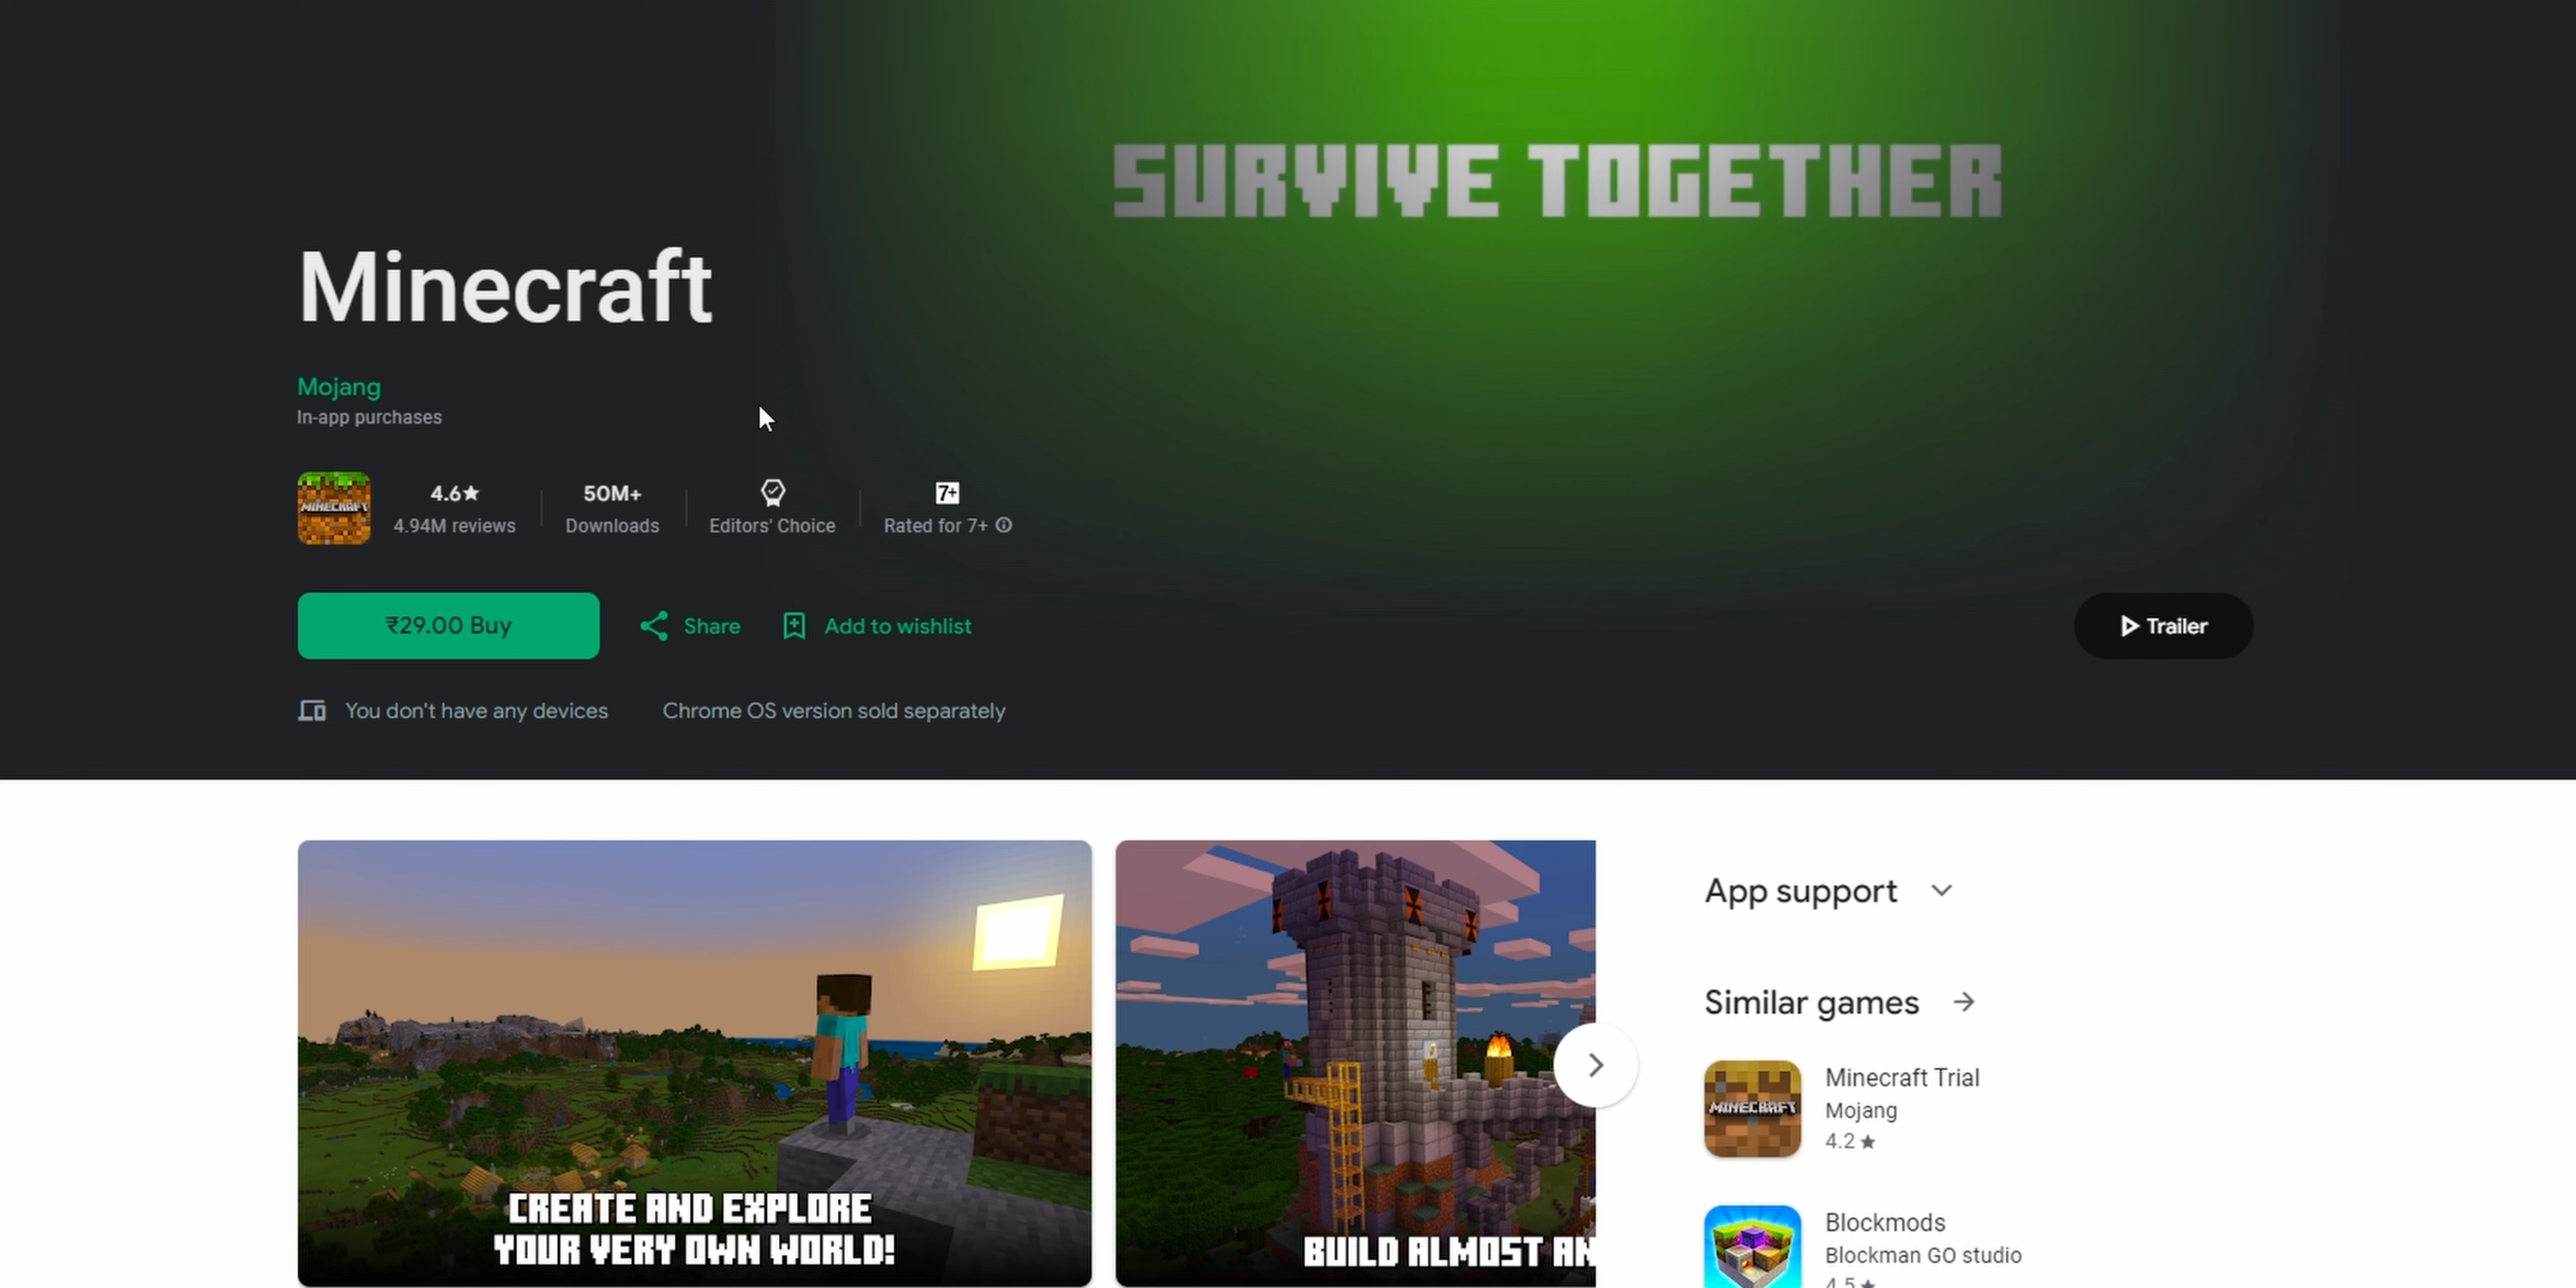 SURVIVE TOGETHER
Minecraft
Mojang
In-app purchases
MINECRAFT
4.6★
4.94M reviews
50M+
Downloads
Editors' Choice
7+
Rated for 7+
₹29.00 Buy
Share
Add to wishlist
Trailer
You don't have any devices
Chrome OS version sold separately
CREATE AND EXPLORE
YOUR VERY OWN WORLD!
BUILD ALMOST AN
App support
Similar games
MINECRAFT
Minecraft Trial
Mojang
4.2★
Blockmods
Blockman GO studio
4.5★